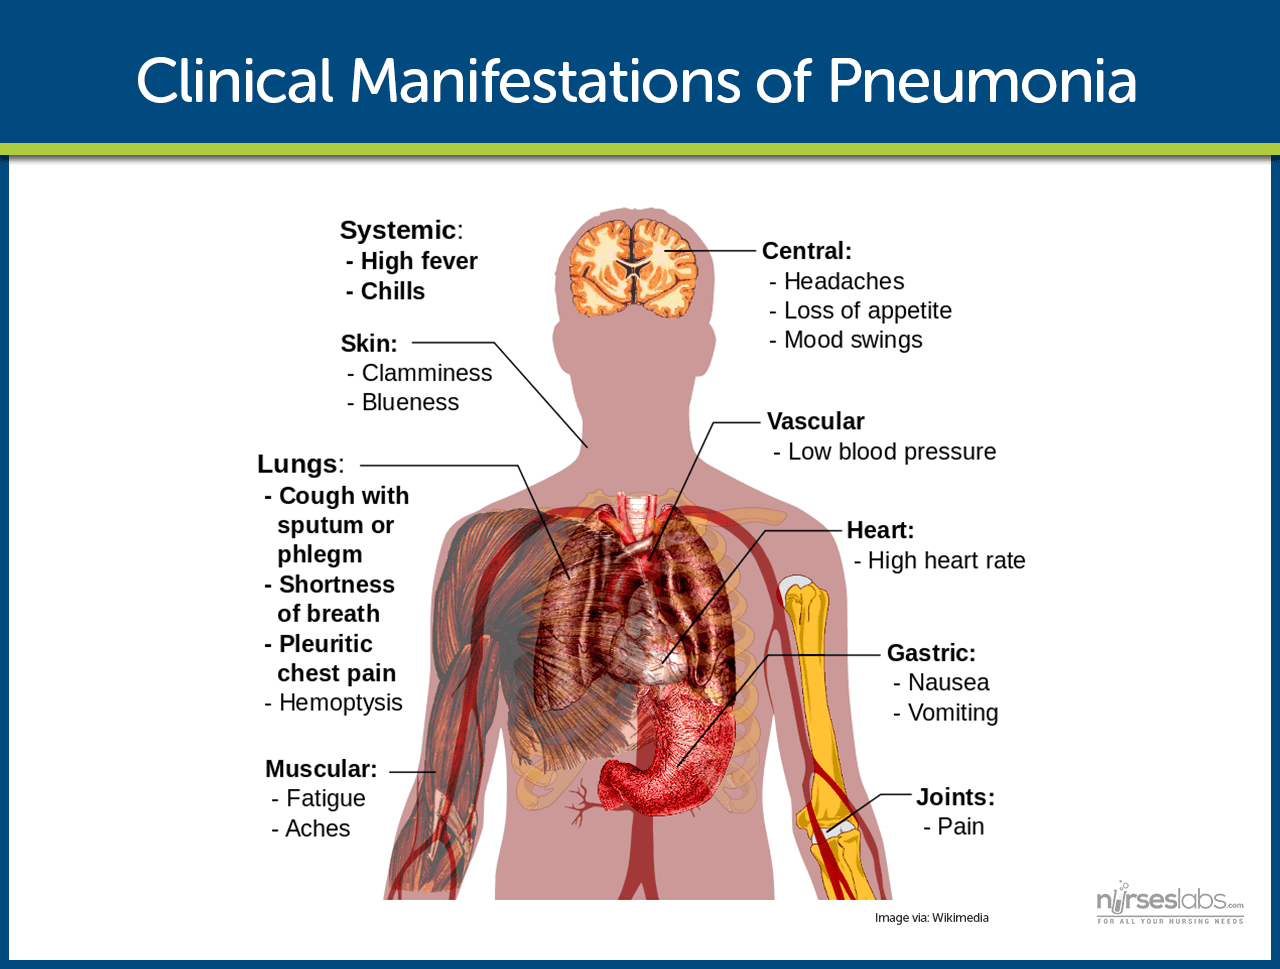 Clinical Manifestations of Pneumonia
Systemic:
- High fever
- Chills
Skin:
- Clamminess
- Blueness
Lungs:
- Cough with
sputum or
phlegm
- Shortness
of breath
- Pleuritic
chest pain
- Hemoptysis
Muscular:
- Fatigue
- Aches
Central:
- Headaches
- Loss of appetite
- Mood swings
Vascular
- Low blood pressure
Heart:
- High heart rate
Gastric:
- Nausea
- Vomiting
Joints:
- Pain
Image via: Wikimedia
nurseslabs.com
FOR ALL YOUR NURSING NEEDS